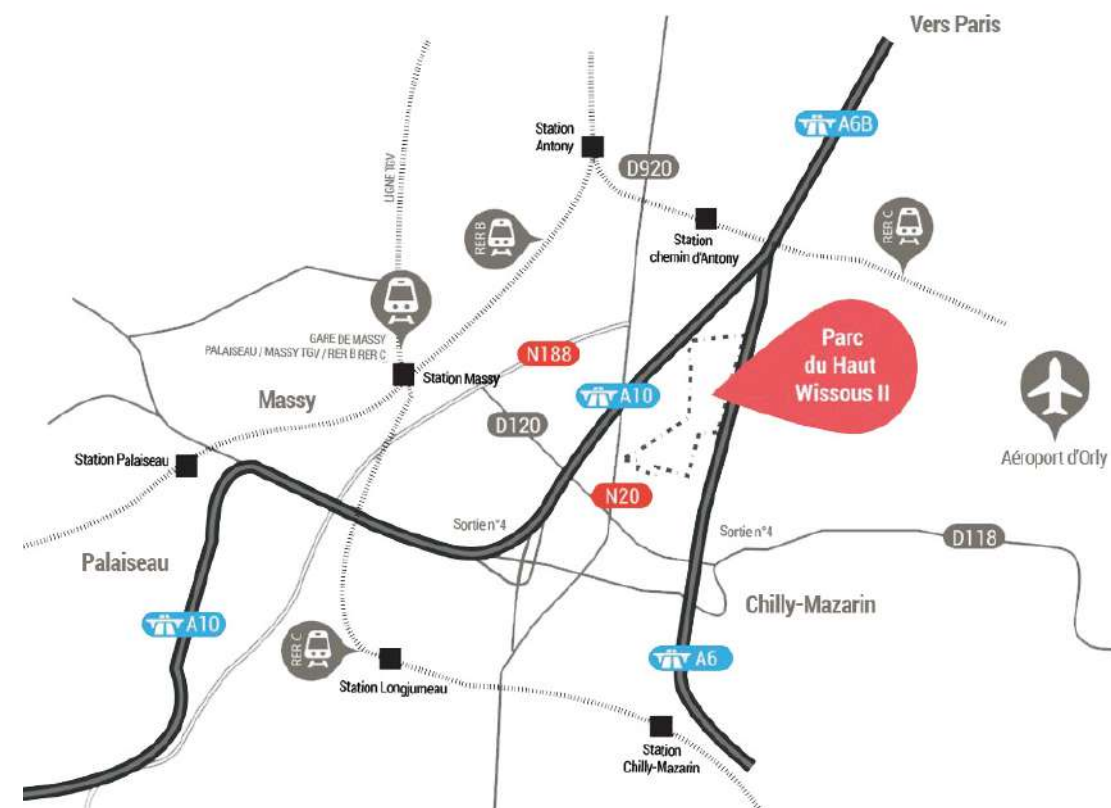 Vers Paris
A6B
Station
Antony
D920
LIGNE TGV
RER B
RER C
Station
chemin d'Antony
GARE DE MASSY
PALAISEAU / MASSY TGV / RER B RER C
N188
Parc
du Haut
Wissous II
Station Massy
A10
Massy
D120
Station Palaiseau
Aéroport d'Orly
N20
Sortie n°4
Sortie n°4
D118
Palaiseau
Chilly-Mazarin
A10
RER C
A6
Station Longjumeau
Station
Chilly-Mazarin